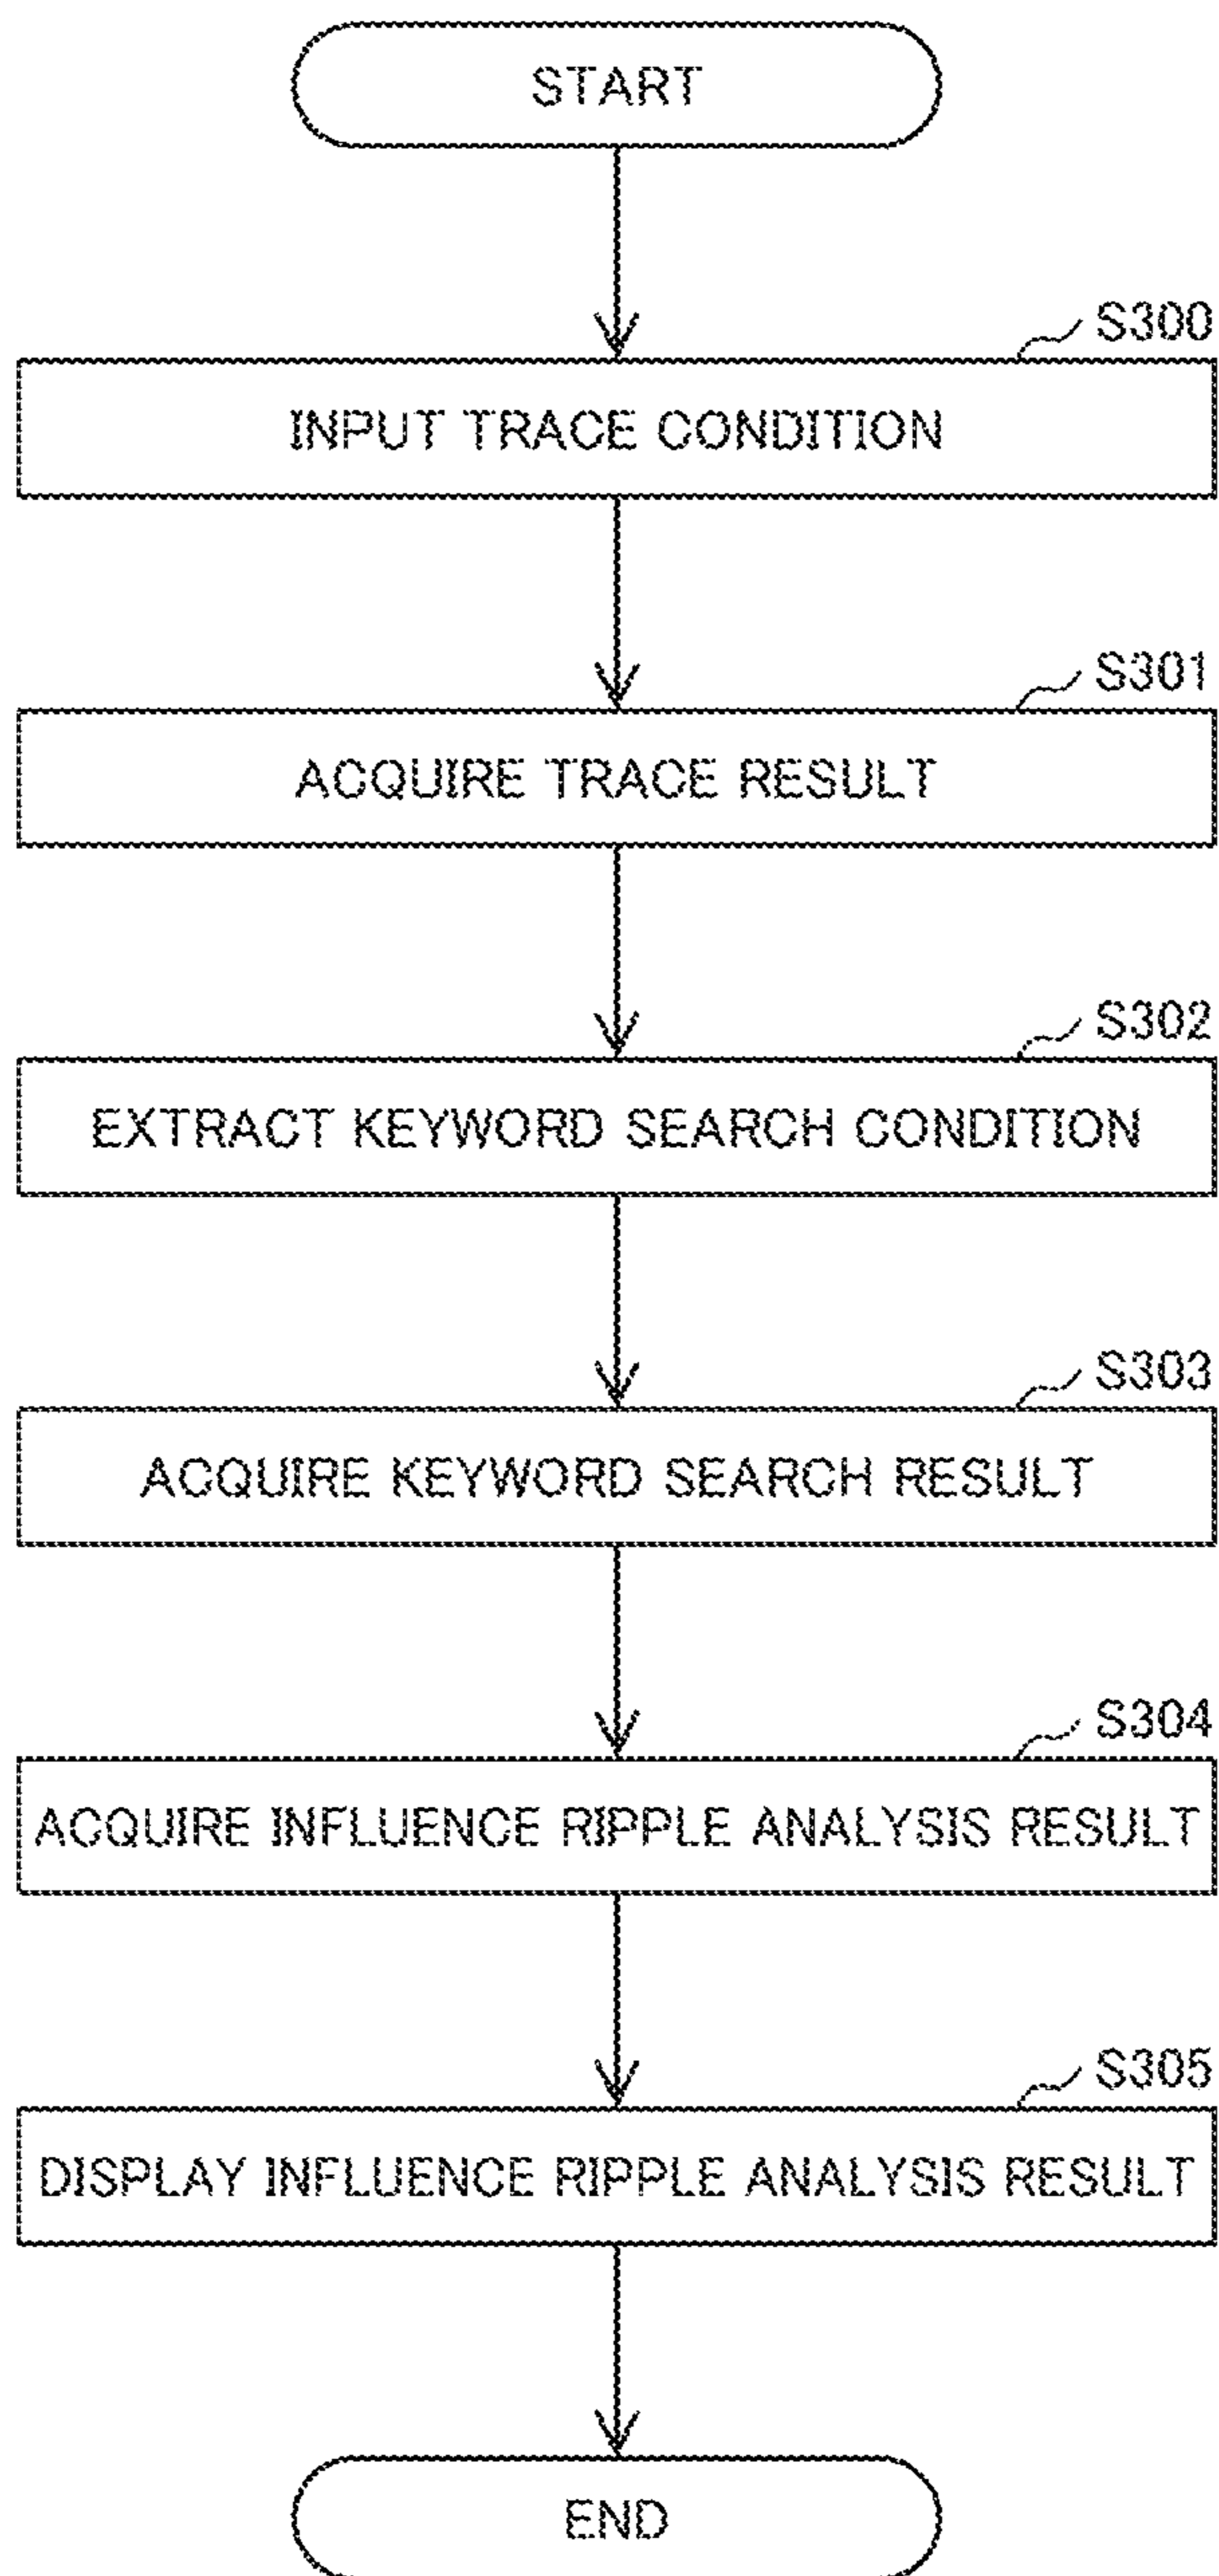 START
S300
INPUT TRACE CONDITION
S301
ACQUIRE TRACE RESULT
S302
EXTRACT KEYWORD SEARCH CONDITION
S303
ACQUIRE KEYWORD SEARCH RESULT
S304
ACQUIRE INFLUENCE RIPPLE ANALYSIS RESULT
S305
DISPLAY INFLUENCE RIPPLE ANALYSIS RESULT
END